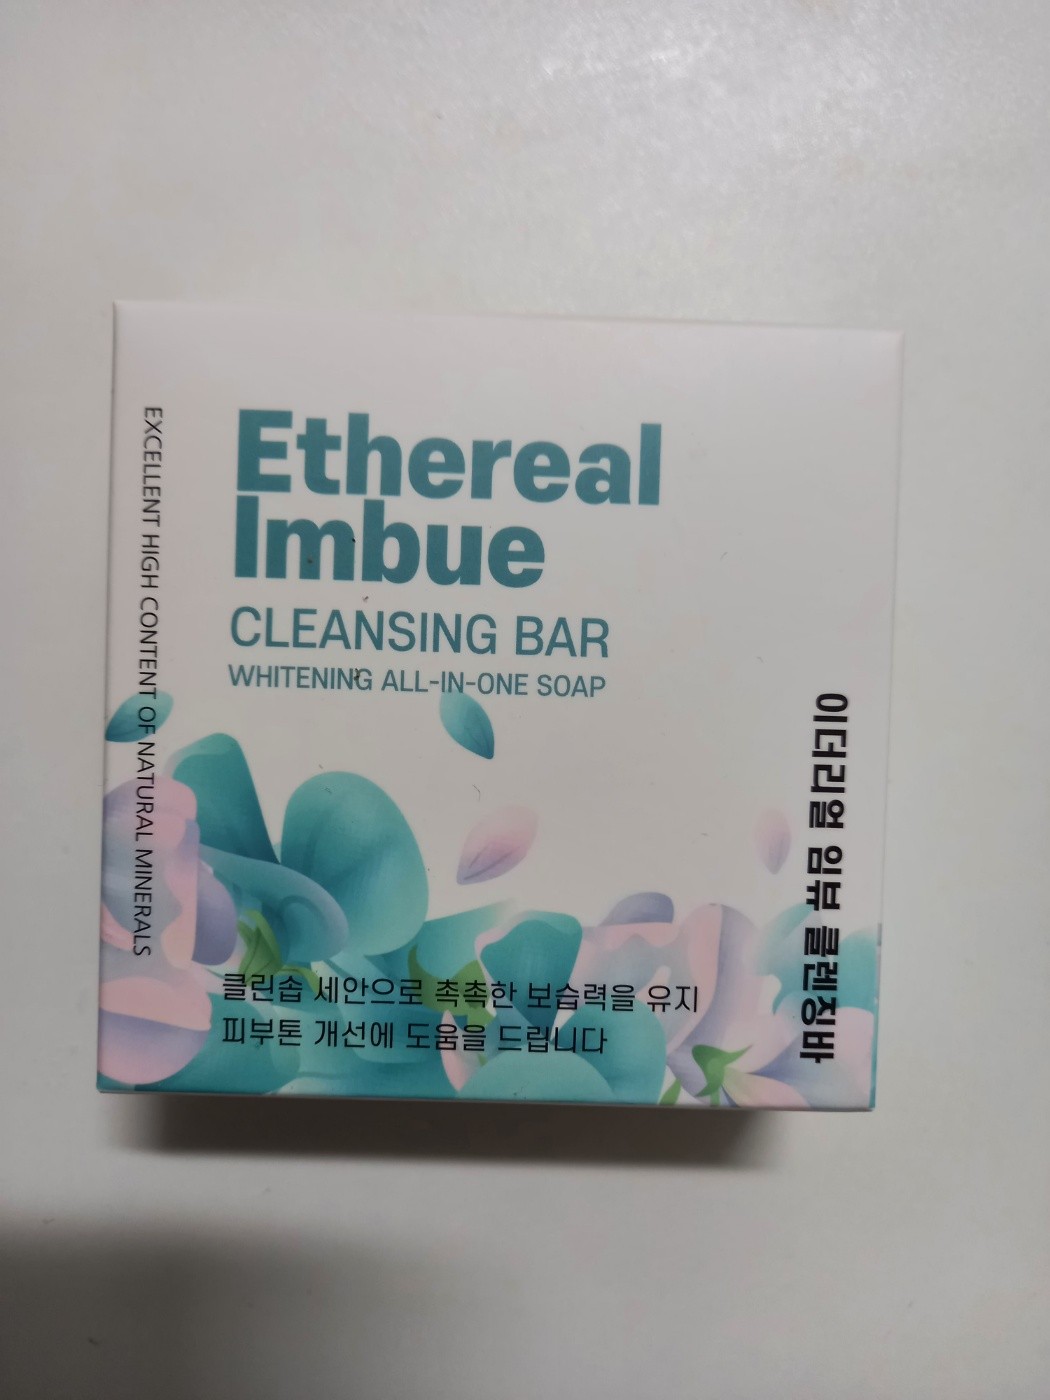 Ethereal
Imbue
CLEANSING BAR
WHITENING ALL-IN-ONE SOAP
EXCELLENT HIGH CONTENT OF NATURAL MINERALS
이더리얼 임뷰 클렌징바
클린솝 세안으로 촉촉한 보습력을 유지
피부톤 개선에 도움을 드립니다